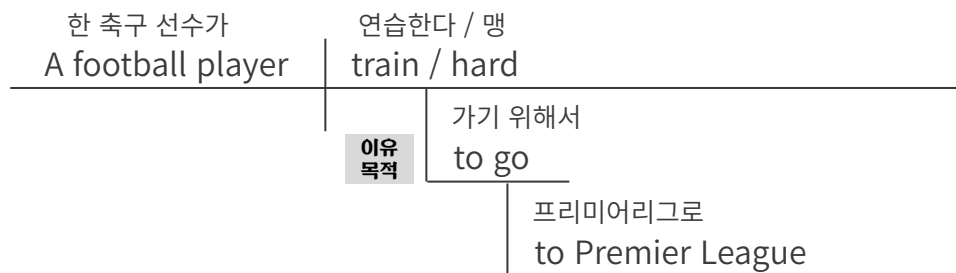 한 축구 선수가
연습한다 / 맹
A football player
train / hard
가기 위해서
이유
목적
to go
프리미어리그로
to Premier League